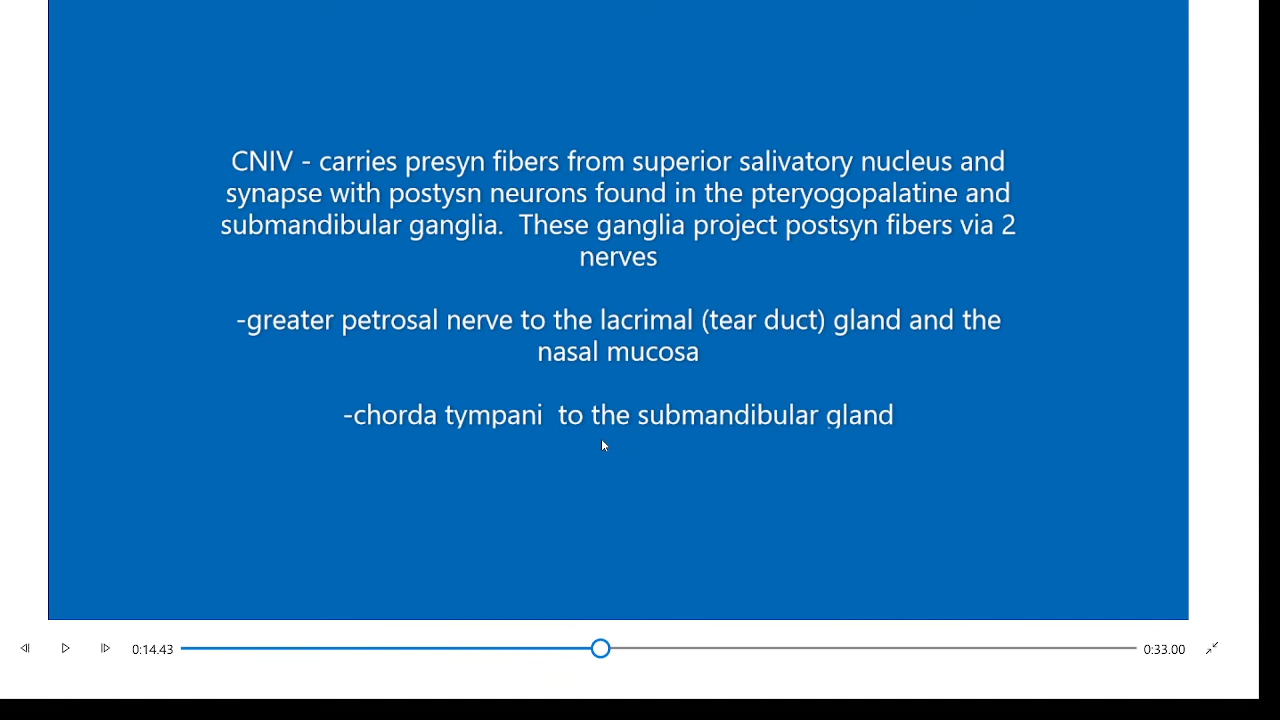 CNIV - carries presyn fibers from superior salivatory nucleus and
synapse with postysn neurons found in the pteryogopalatine and
submandibular ganglia.  These ganglia project postsyn fibers via 2
nerves
-greater petrosal nerve to the lacrimal (tear duct) gland and the
nasal mucosa
-chorda tympani  to the submandibular gland
0:14.43
0:33.00